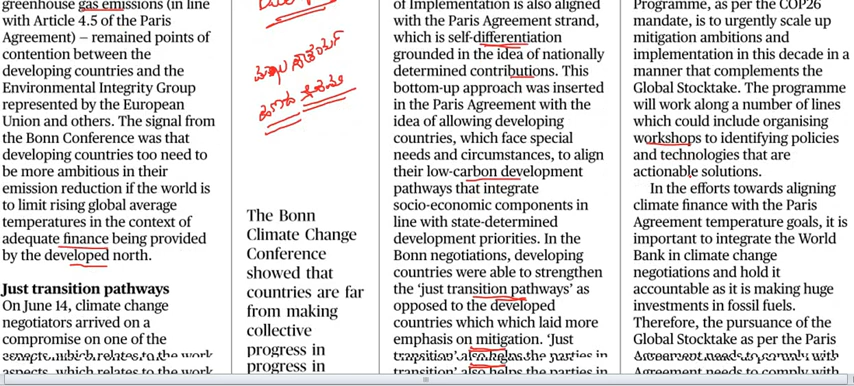 greenhouse gas emissions (in line
with Article 4.5 of the Paris
Agreement) — remained points of
contention between the
developing countries and the
Environmental Integrity Group
represented by the European
Union and others. The signal from
the Bonn Conference was that
developing countries too need to
be more ambitious in their
emission reduction if the world is
to limit rising global average
temperatures in the context of
adequate finance being provided
by the developed north.
Just transition pathways
On June 14, climate change
negotiators arrived on a
compromise on one of the
aspects, which relates to the work
The Bonn
Climate Change
Conference
showed that
countries are far
from making
collective
progress in
of Implementation is also aligned
with the Paris Agreement strand,
which is self-differentiation
grounded in the idea of nationally
determined contributions. This
bottom-up approach was inserted
in the Paris Agreement with the
idea of allowing developing
countries, which face special
needs and circumstances, to align
their low-carbon development
pathways that integrate
socio-economic components in
line with state-determined
development priorities. In the
Bonn negotiations, developing
countries were able to strengthen
the ‘just transition pathways’ as
opposed to the developed
countries which which laid more
emphasis on mitigation. ‘Just
transition’ also helps the parties in
Programme, as per the COP26
mandate, is to urgently scale up
mitigation ambitions and
implementation in this decade in a
manner that complements the
Global Stocktake. The programme
will work along a number of lines
which could include organising
workshops to identifying policies
and technologies that are
actionable solutions.
In the efforts towards aligning
climate finance with the Paris
Agreement temperature goals, it is
important to integrate the World
Bank in climate change
negotiations and hold it
accountable as it is making huge
investments in fossil fuels.
Therefore, the pursuance of the
Global Stocktake as per the Paris
Agreement needs to comply with